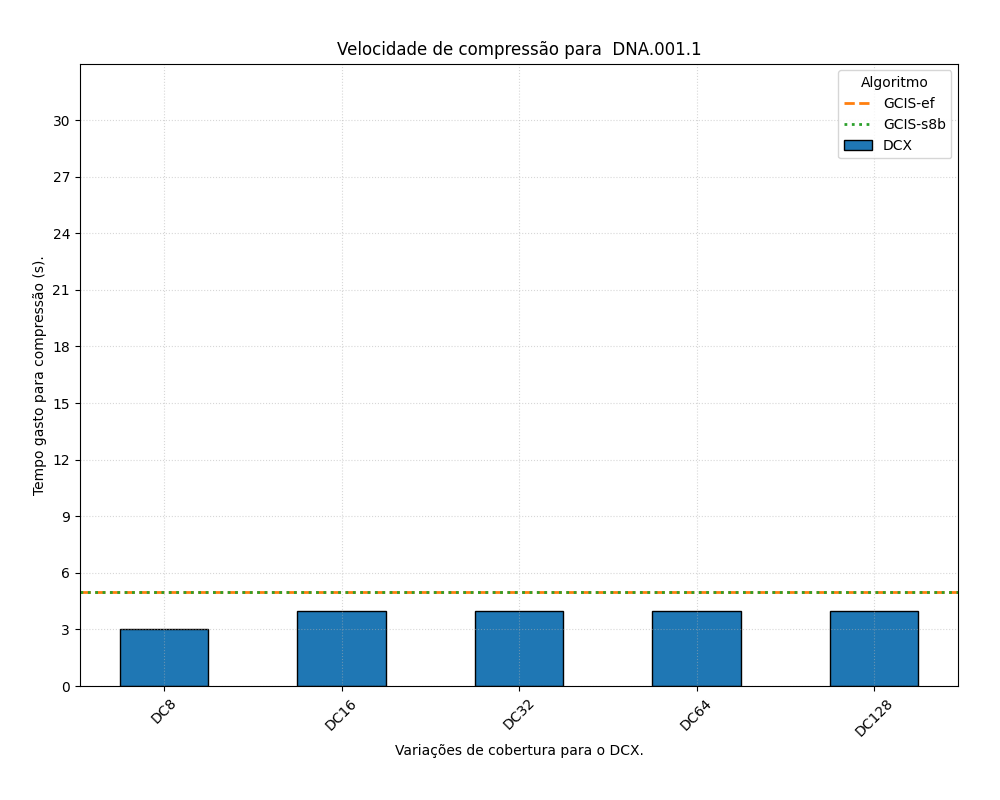 Velocidade de compressão para  DNA.001.1
Algoritmo
GCIS-ef
GCIS-s8b
DCX
Tempo gasto para compressão (s).
30
27
24
21
18
15
12
9
6
3
0
DC8
DC16
DC32
DC64
DC128
Variações de cobertura para o DCX.